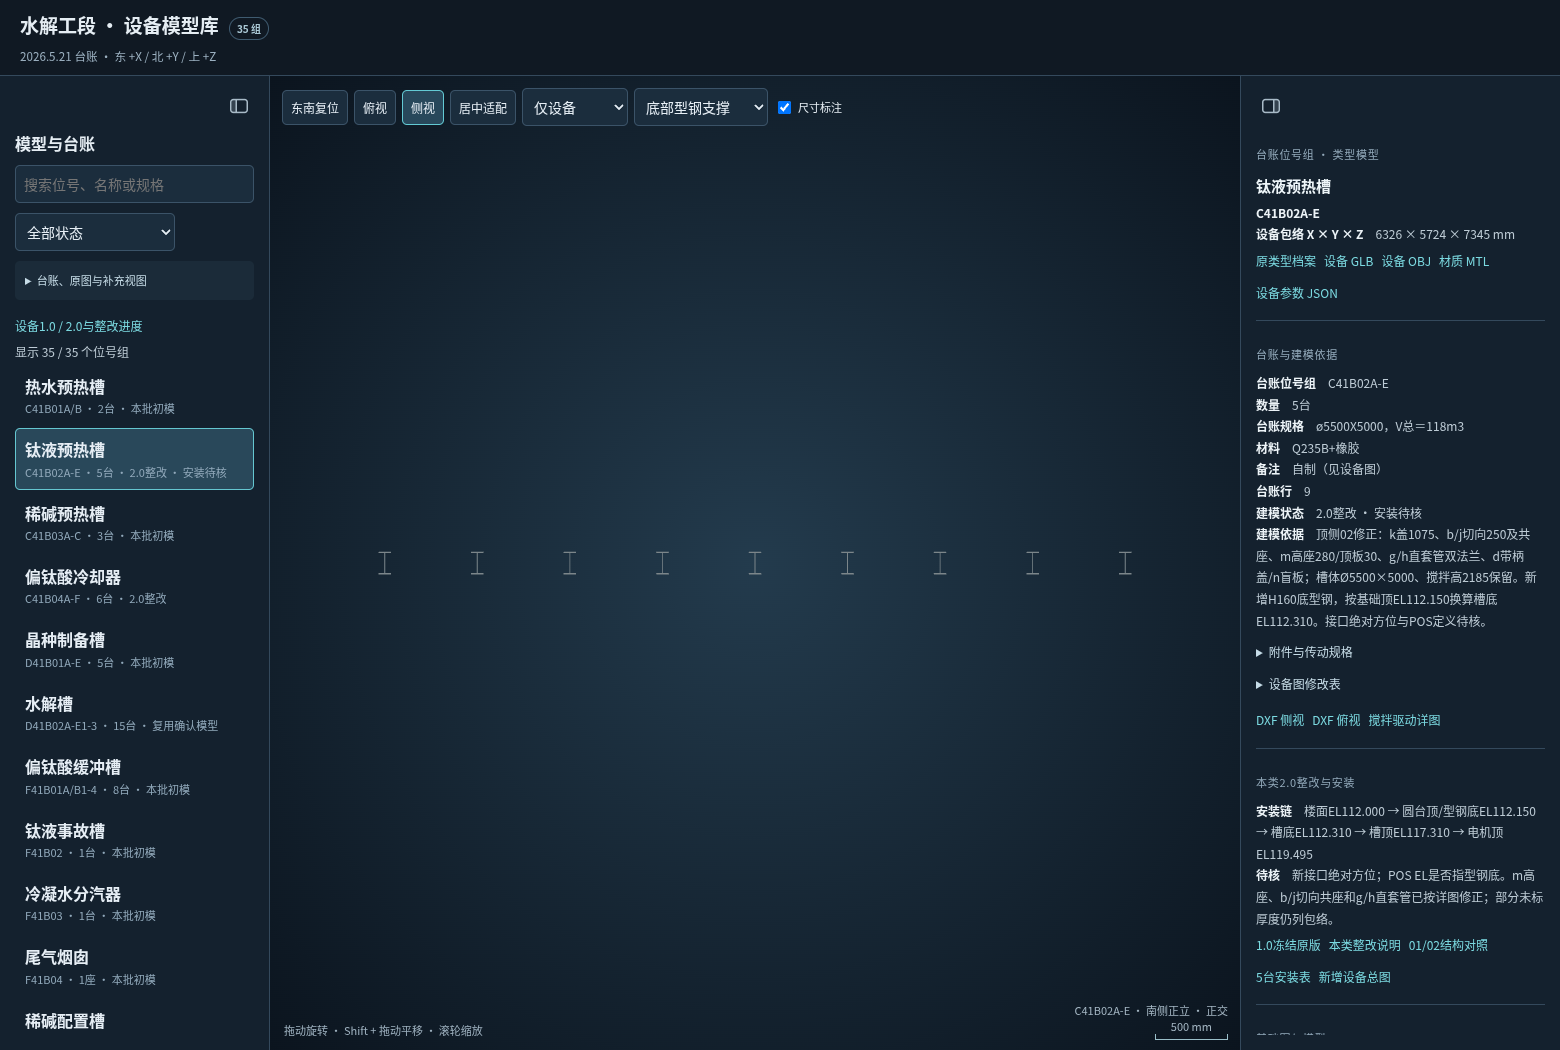 水解工段 · 设备模型库 35 组
2026.5.21 台账 · 东 +X / 北 +Y / 上 +Z
模型与台账
搜索位号、名称或规格
全部状态
▶ 台账、原图与补充视图
设备1.0 / 2.0与整改进度
显示 35 / 35 个位号组
热水预热槽
C41B01A/B · 2台 · 本批初模
钛液预热槽
C41B02A-E · 5台 · 2.0整改 · 安装待核
稀碱预热槽
C41B03A-C · 3台 · 本批初模
偏钛酸冷却器
C41B04A-F · 6台 · 2.0整改
晶种制备槽
D41B01A-E · 5台 · 本批初模
水解槽
D41B02A-E1-3 · 15台 · 复用确认模型
偏钛酸缓冲槽
F41B01A/B1-4 · 8台 · 本批初模
钛液事故槽
F41B02 · 1台 · 本批初模
冷凝水分汽器
F41B03 · 1台 · 本批初模
尾气烟囱
F41B04 · 1座 · 本批初模
稀碱配置槽
东南复位 俯视 侧视 居中适配 仅设备 底部型钢支撑 尺寸标注
拖动旋转 · Shift + 拖动平移 · 滚轮缩放
C41B02A-E · 南侧正立 · 正交
500 mm
台账位号组 · 类型模型
钛液预热槽
C41B02A-E
设备包络 X × Y × Z 6326 × 5724 × 7345 mm
原类型档案 设备 GLB 设备 OBJ 材质 MTL
设备参数 JSON
台账与建模依据
台账位号组 C41B02A-E
数量 5台
台账规格 ø5500X5000，V总＝118m3
材料 Q235B+橡胶
备注 自制（见设备图）
台账行 9
建模状态 2.0整改 · 安装待核
建模依据 顶侧02修正：k盖1075、b/j切向250及共
座、m高座280/顶板30、g/h直套管双法兰、d带柄
盖/n盲板；槽体Ø5500×5000、搅拌高2185保留。新
增H160底型钢，按基础顶EL112.150换算槽底
EL112.310。接口绝对方位与POS定义待核。
▶ 附件与传动规格
▶ 设备图修改表
DXF 侧视 DXF 俯视 搅拌驱动详图
本类2.0整改与安装
安装链 楼面EL112.000 → 圆台顶/型钢底EL112.150
→ 槽底EL112.310 → 槽顶EL117.310 → 电机顶
EL119.495
待核 新接口绝对方位；POS EL是否指型钢底。m高
座、b/j切向共座和g/h直套管已按详图修正；部分未标
厚度仍列包络。
1.0冻结原版 本类整改说明 01/02结构对照
5台安装表 新增设备总图